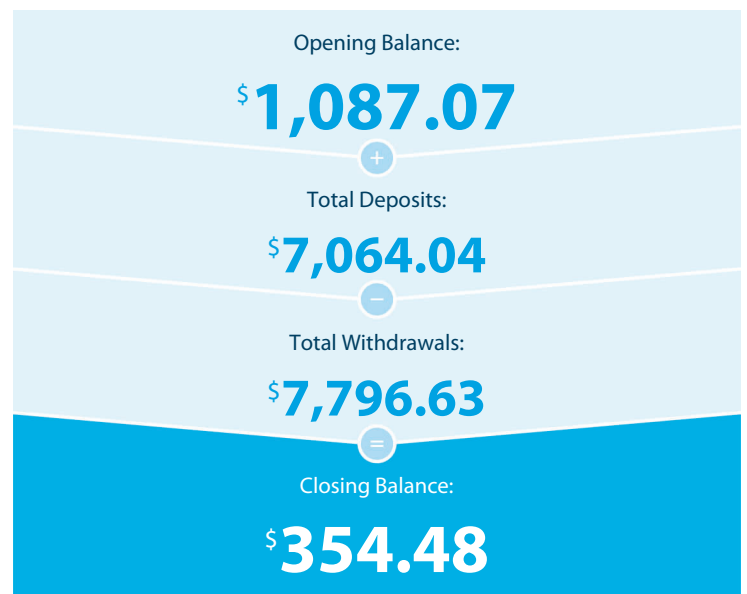 Opening Balance:
$1,087.07
+
Total Deposits:
$7,064.04
−
Total Withdrawals:
$7,796.63
=
Closing Balance:
$354.48